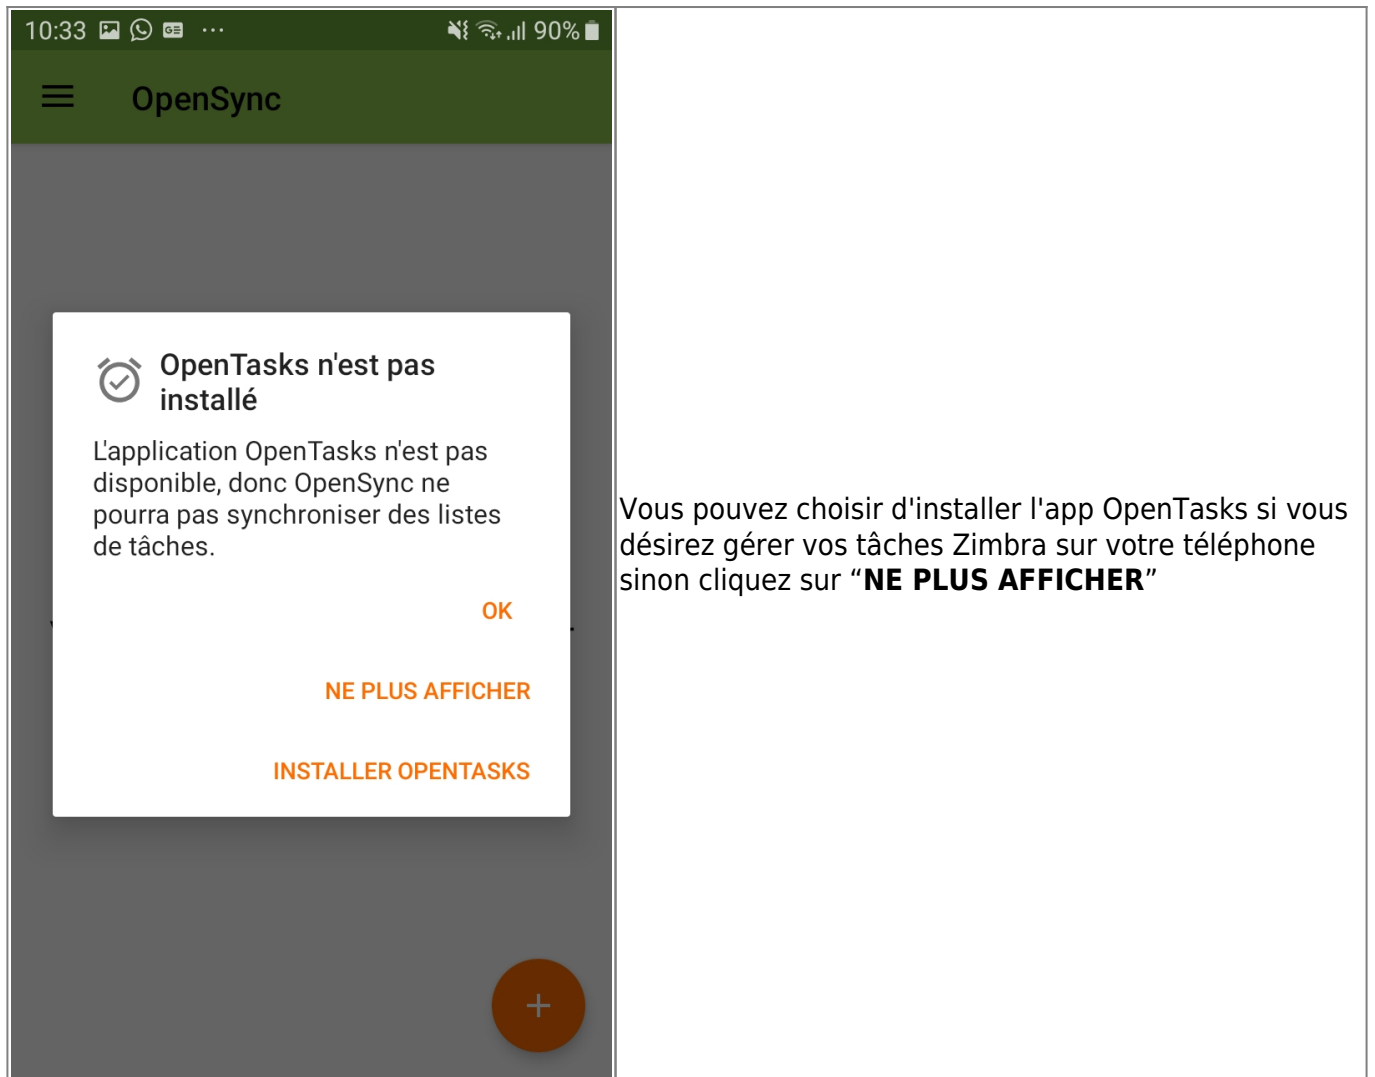 10:33
90%
OpenSync
OpenTasks n'est pas
installé
L'application OpenTasks n'est pas
disponible, donc OpenSync ne
pourra pas synchroniser des listes
de tâches.
OK
NE PLUS AFFICHER
INSTALLER OPENTASKS
Vous pouvez choisir d'installer l'app OpenTasks si vous
désirez gérer vos tâches Zimbra sur votre téléphone
sinon cliquez sur “NE PLUS AFFICHER”